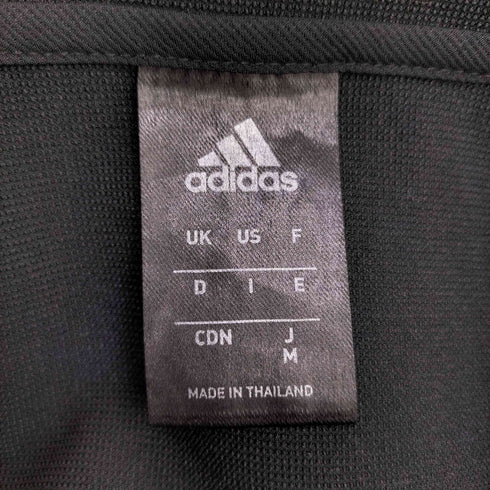 adidas
UK US F
D I E
CDN J
M
MADE IN THAILAND